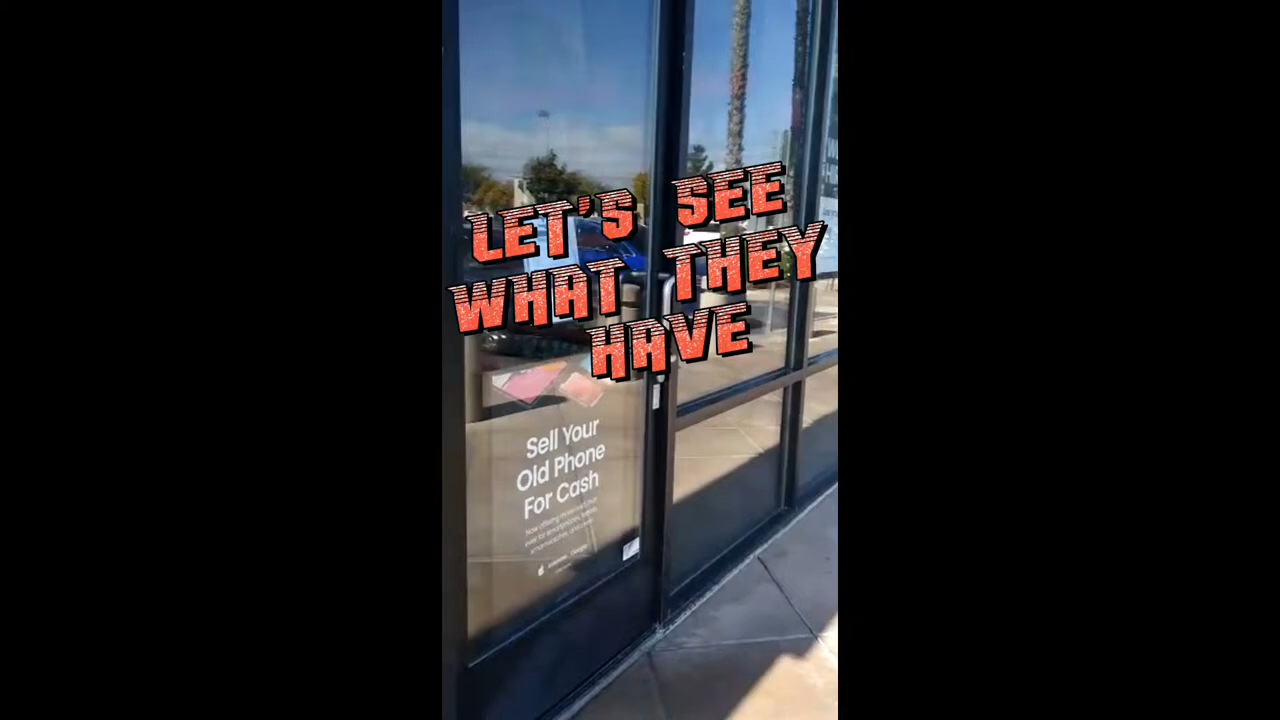 LET'S SEE
WHAT THEY
HAVE
Sell Your
Old Phone
For Cash